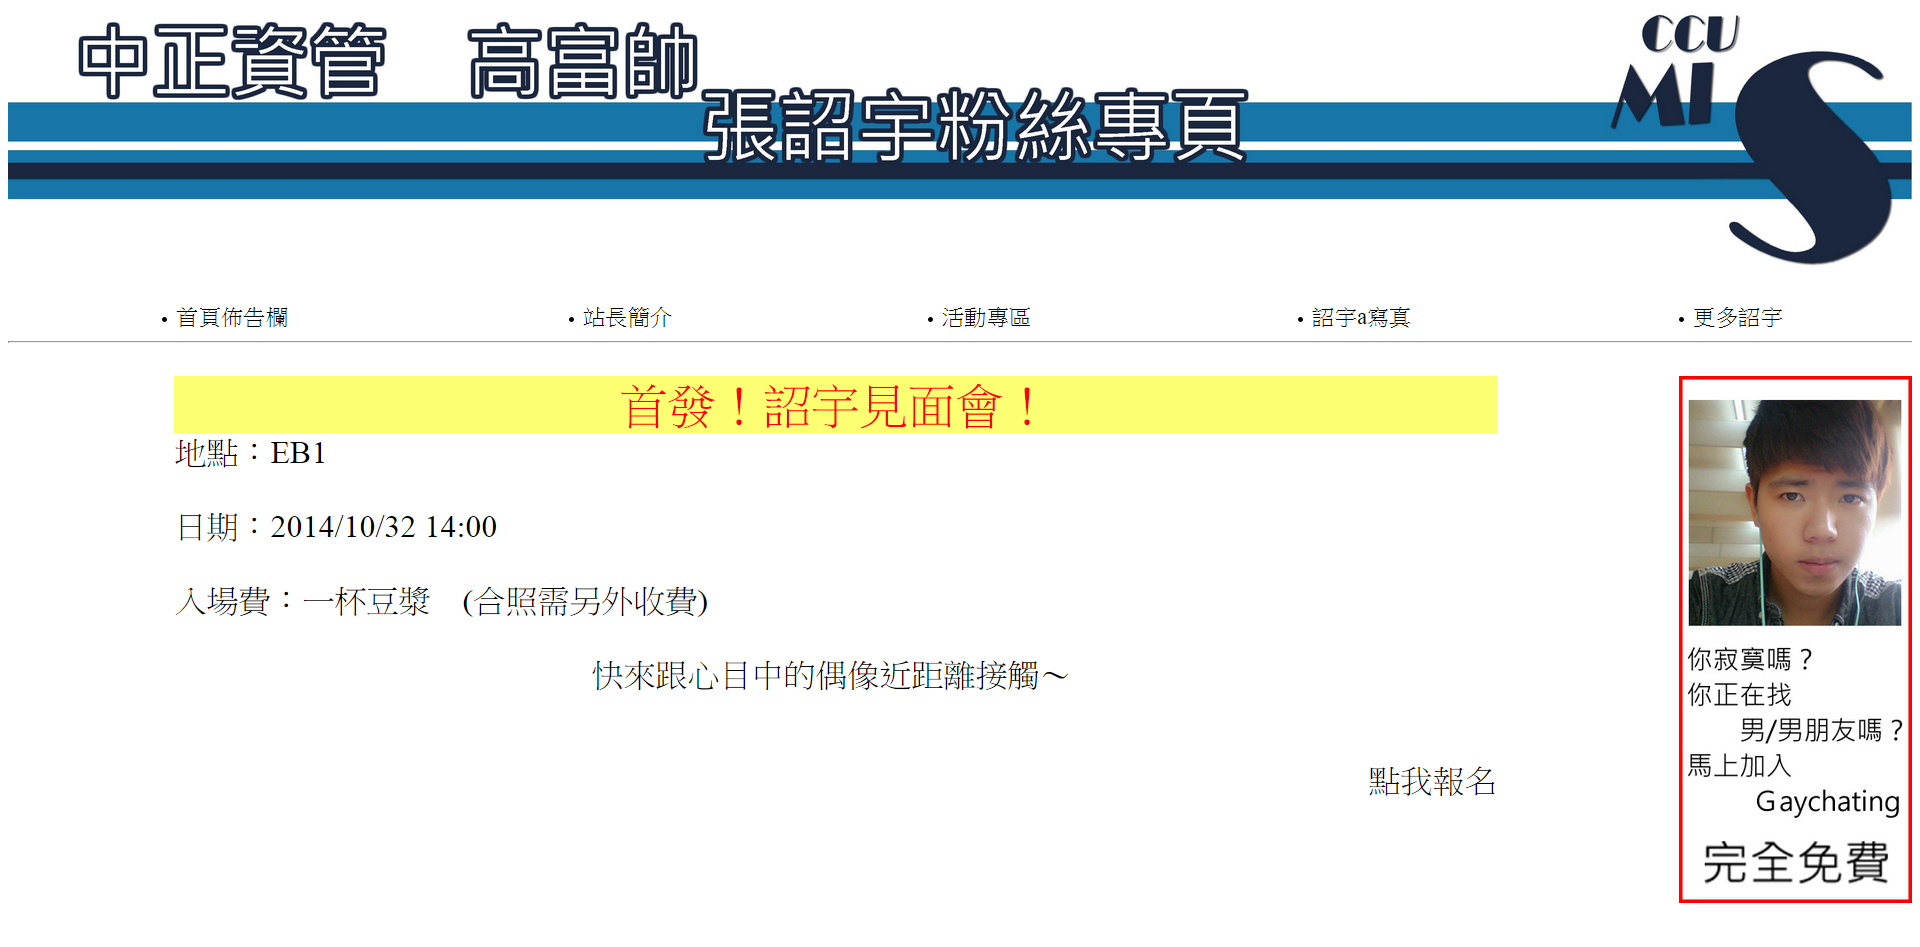 中正資管　高富帥
張詔宇粉絲專頁
CCU
MIS
• 首頁佈告欄
• 站長簡介
• 活動專區
• 詔宇a寫真
• 更多詔宇
首發！詔宇見面會！
地點：EB1
日期：2014/10/32 14:00
入場費：一杯豆漿　(合照需另外收費)
快來跟心目中的偶像近距離接觸～
點我報名
你寂寞嗎？
你正在找
男/男朋友嗎？
馬上加入
Gaychating
完全免費